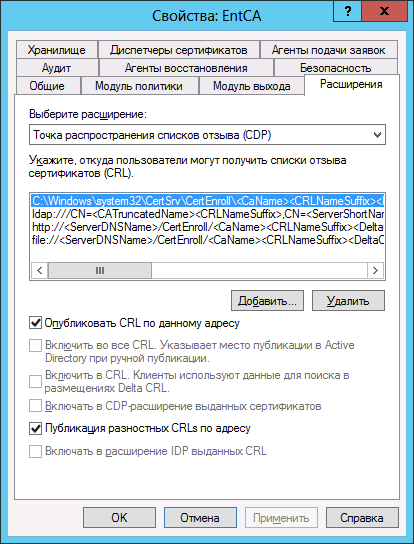 Свойства: EntCA
?
x
Хранилище
Диспетчеры сертификатов
Агенты подачи заявок
Аудит
Агенты восстановления
Безопасность
Общие
Модуль политики
Модуль выхода
Расширения
Выберите расширение:
Точка распространения списков отзыва (CDP)
Укажите, откуда пользователи могут получить списки отзыва
сертификатов (CRL).
C:\Windows\system32\CertSrv\CertEnroll\<CaName><CRLNameSuffix><
ldap:///CN=<CATruncatedName><CRLNameSuffix>,CN=<ServerShortNar
http://<ServerDNSName>/CertEnroll/<CaName><CRLNameSuffix><Delta
file://<ServerDNSName>/CertEnroll/<CaName><CRLNameSuffix><DeltaC
Добавить...
Удалить
Опубликовать CRL по данному адресу
Включить во все CRL. Указывает место публикации в Active
Directory при ручной публикации.
Включить в CRL. Клиенты используют данные для поиска в
размещениях Delta CRL.
Включать в CDP-расширение выданных сертификатов
Публикация разностных CRLs по адресу
Включать в расширение IDP выданных CRL
OK
Отмена
Применить
Справка